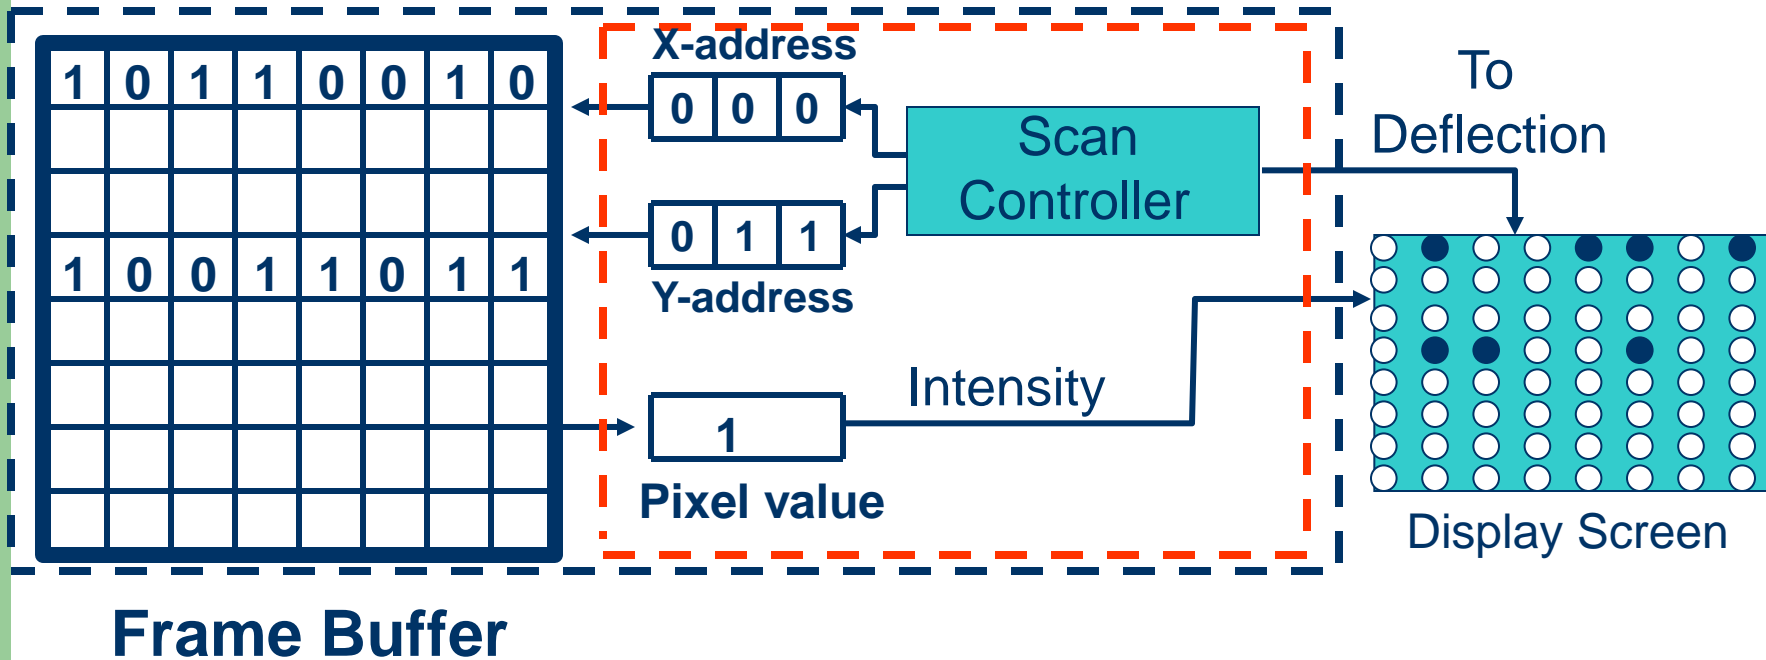 1 0 1 1 0 0 1 0
1 0 0 1 1 0 1 1
Frame Buffer
X-address
0 0 0
0 1 1
Y-address
1
Pixel value
Scan
Controller
Intensity
To
Deflection
Display Screen